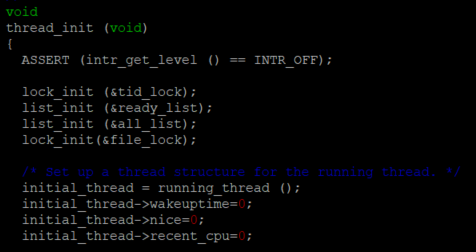 void
thread_init (void)
{
  ASSERT (intr_get_level () == INTR_OFF);

  lock_init (&tid_lock);
  list_init (&ready_list);
  list_init (&all_list);
  lock_init(&file_lock);

  /* Set up a thread structure for the running thread. */
  initial_thread = running_thread ();
  initial_thread->wakeuptime=0;
  initial_thread->nice=0;
  initial_thread->recent_cpu=0;